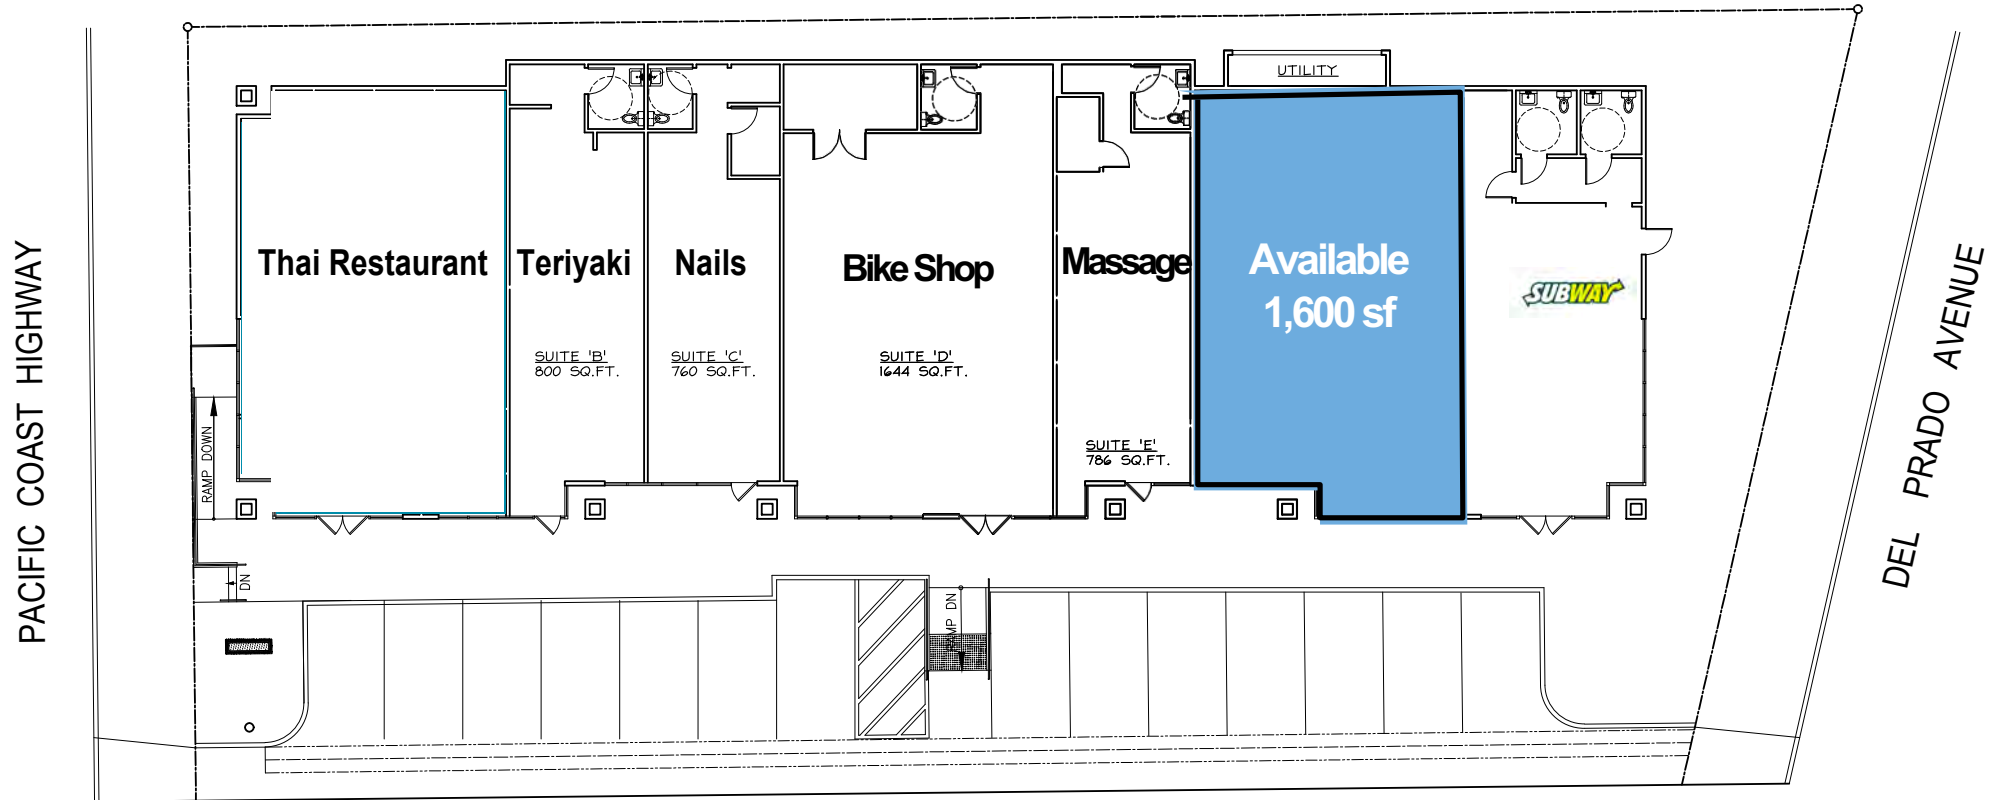 UTILITY
PACIFIC COAST HIGHWAY
Thai Restaurant
Teriyaki
Nails
Bike Shop
Massage
Available
1,600 sf
SUBWAY
DEL PRADO AVENUE
SUITE 'B'
800 SQ.FT.
SUITE 'C'
760 SQ.FT.
SUITE 'D'
1644 SQ.FT.
SUITE 'E'
786 SQ.FT.
RAMP DOWN
DN
RAMP DN